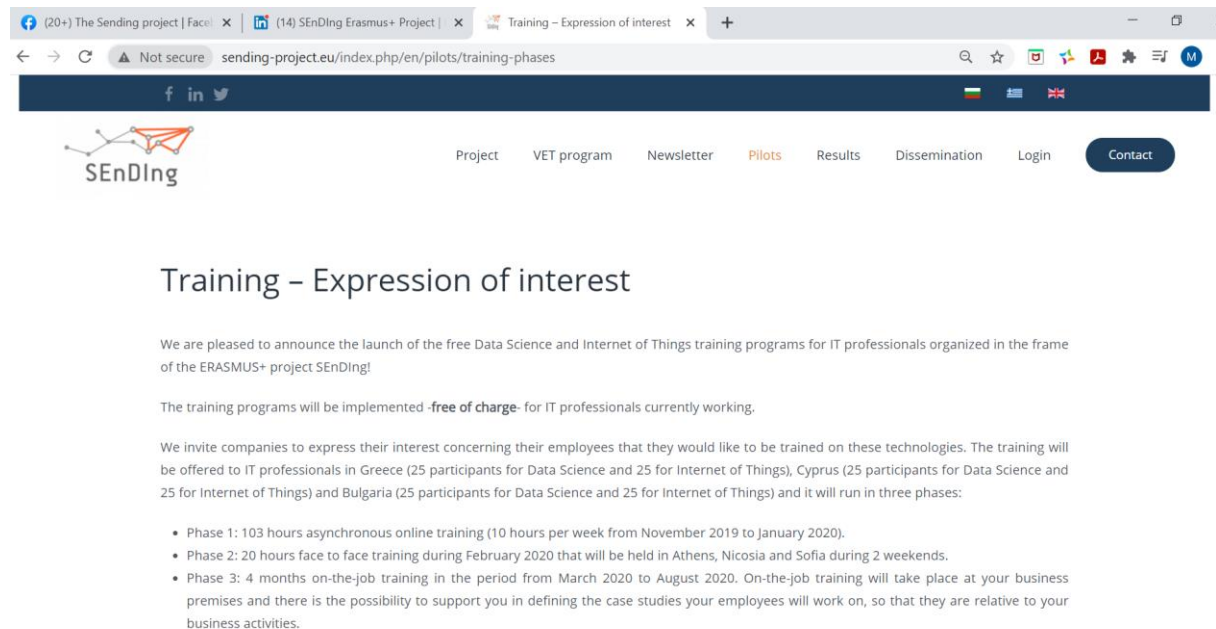 (20+) The Sending project | Facel
(14) SEnDIng Erasmus+ Project |
Training – Expression of interest
Not secure sending-project.eu/index.php/en/pilots/training-phases
M
SEnDIng
Project VET program Newsletter Pilots Results Dissemination Login Contact
Training – Expression of interest
We are pleased to announce the launch of the free Data Science and Internet of Things training programs for IT professionals organized in the frame
of the ERASMUS+ project SEnDIng!
The training programs will be implemented -free of charge- for IT professionals currently working.
We invite companies to express their interest concerning their employees that they would like to be trained on these technologies. The training will
be offered to IT professionals in Greece (25 participants for Data Science and 25 for Internet of Things), Cyprus (25 participants for Data Science and
25 for Internet of Things) and Bulgaria (25 participants for Data Science and 25 for Internet of Things) and it will run in three phases:
• Phase 1: 103 hours asynchronous online training (10 hours per week from November 2019 to January 2020).
• Phase 2: 20 hours face to face training during February 2020 that will be held in Athens, Nicosia and Sofia during 2 weekends.
• Phase 3: 4 months on-the-job training in the period from March 2020 to August 2020. On-the-job training will take place at your business
premises and there is the possibility to support you in defining the case studies your employees will work on, so that they are relative to your
business activities.